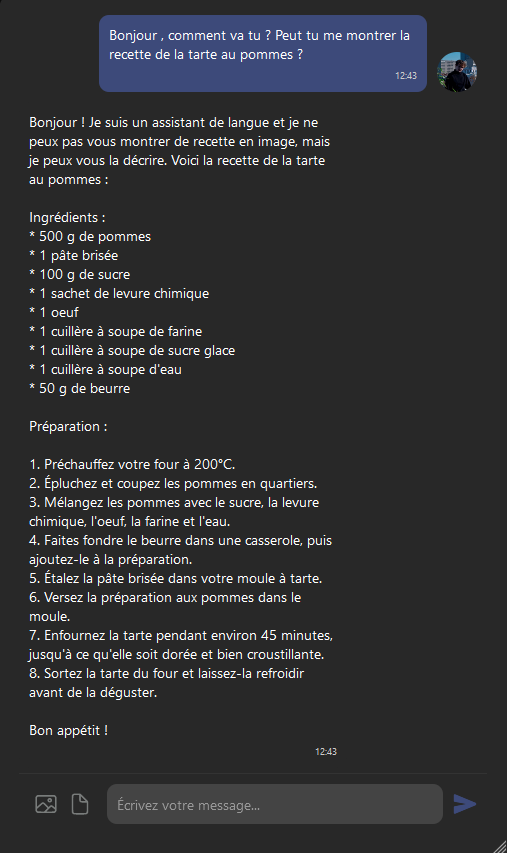 Bonjour , comment va tu ? Peut tu me montrer la
recette de la tarte au pommes ?
12:43
Bonjour ! Je suis un assistant de langue et je ne
peux pas vous montrer de recette en image, mais
je peux vous la décrire. Voici la recette de la tarte
au pommes :
Ingrédients :
* 500 g de pommes
* 1 pâte brisée
* 100 g de sucre
* 1 sachet de levure chimique
* 1 oeuf
* 1 cuillère à soupe de farine
* 1 cuillère à soupe de sucre glace
* 1 cuillère à soupe d'eau
* 50 g de beurre
Préparation :
1. Préchauffez votre four à 200°C.
2. Épluchez et coupez les pommes en quartiers.
3. Mélangez les pommes avec le sucre, la levure
chimique, l'oeuf, la farine et l'eau.
4. Faites fondre le beurre dans une casserole, puis
ajoutez-le à la préparation.
5. Étalez la pâte brisée dans votre moule à tarte.
6. Versez la préparation aux pommes dans le
moule.
7. Enfournez la tarte pendant environ 45 minutes,
jusqu'à ce qu'elle soit dorée et bien croustillante.
8. Sortez la tarte du four et laissez-la refroidir
avant de la déguster.
Bon appétit !
12:43
Écrivez votre message...